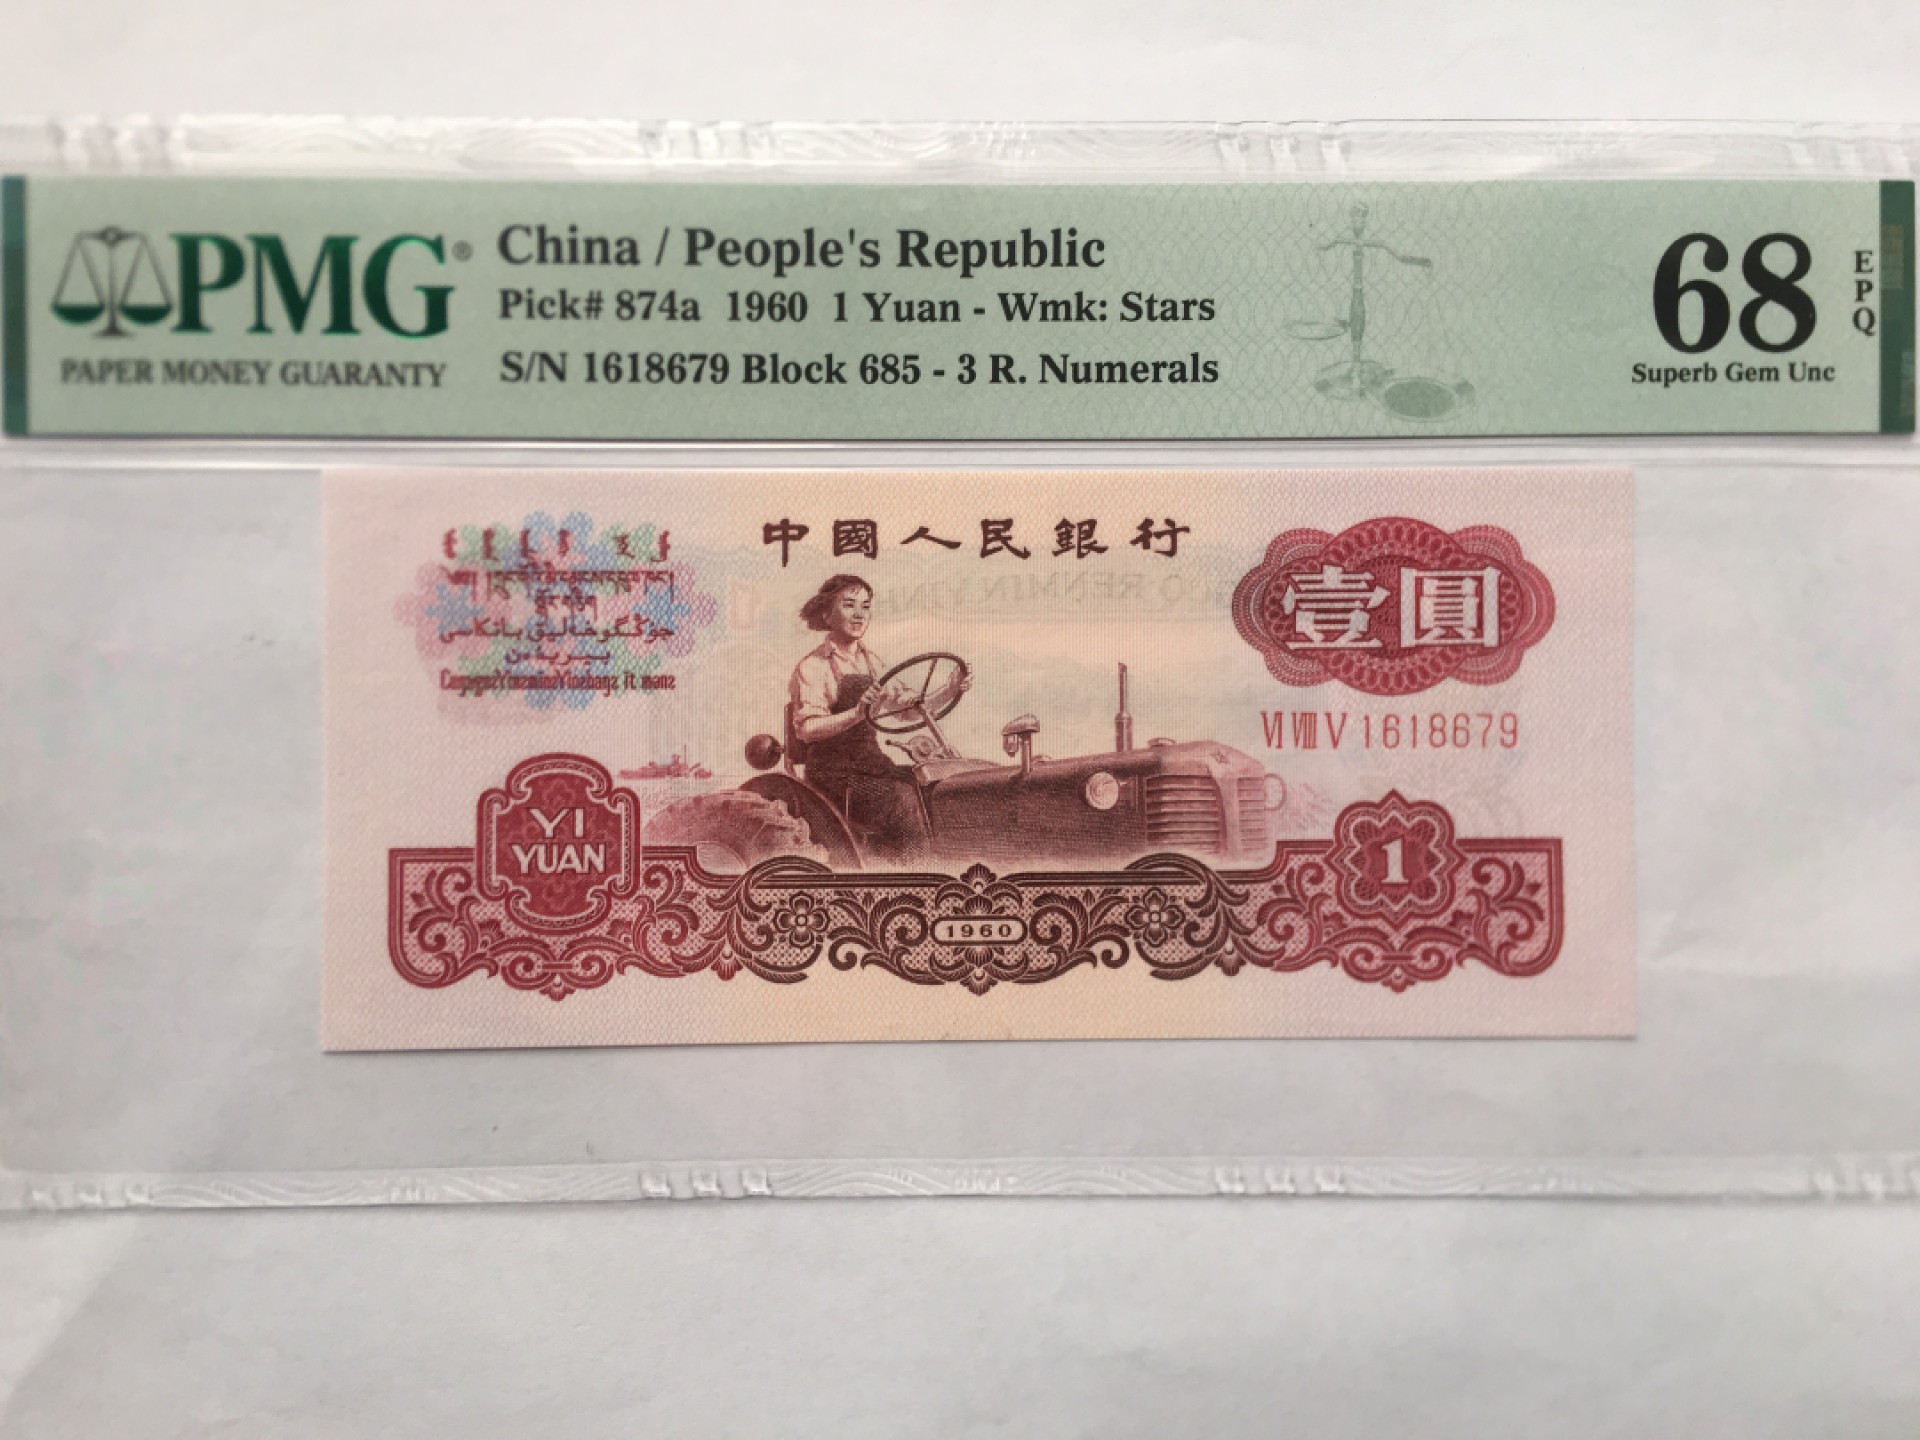 PMG®
PAPER MONEY GUARANTY
China / People's Republic
Pick# 874a 1960 1 Yuan - Wmk: Stars
S/N 1618679 Block 685 - 3 R. Numerals
68
EPQ
Superb Gem Unc
中國人民銀行
壹圓
VI VIII V 1618679
YI
YUAN
1960
1